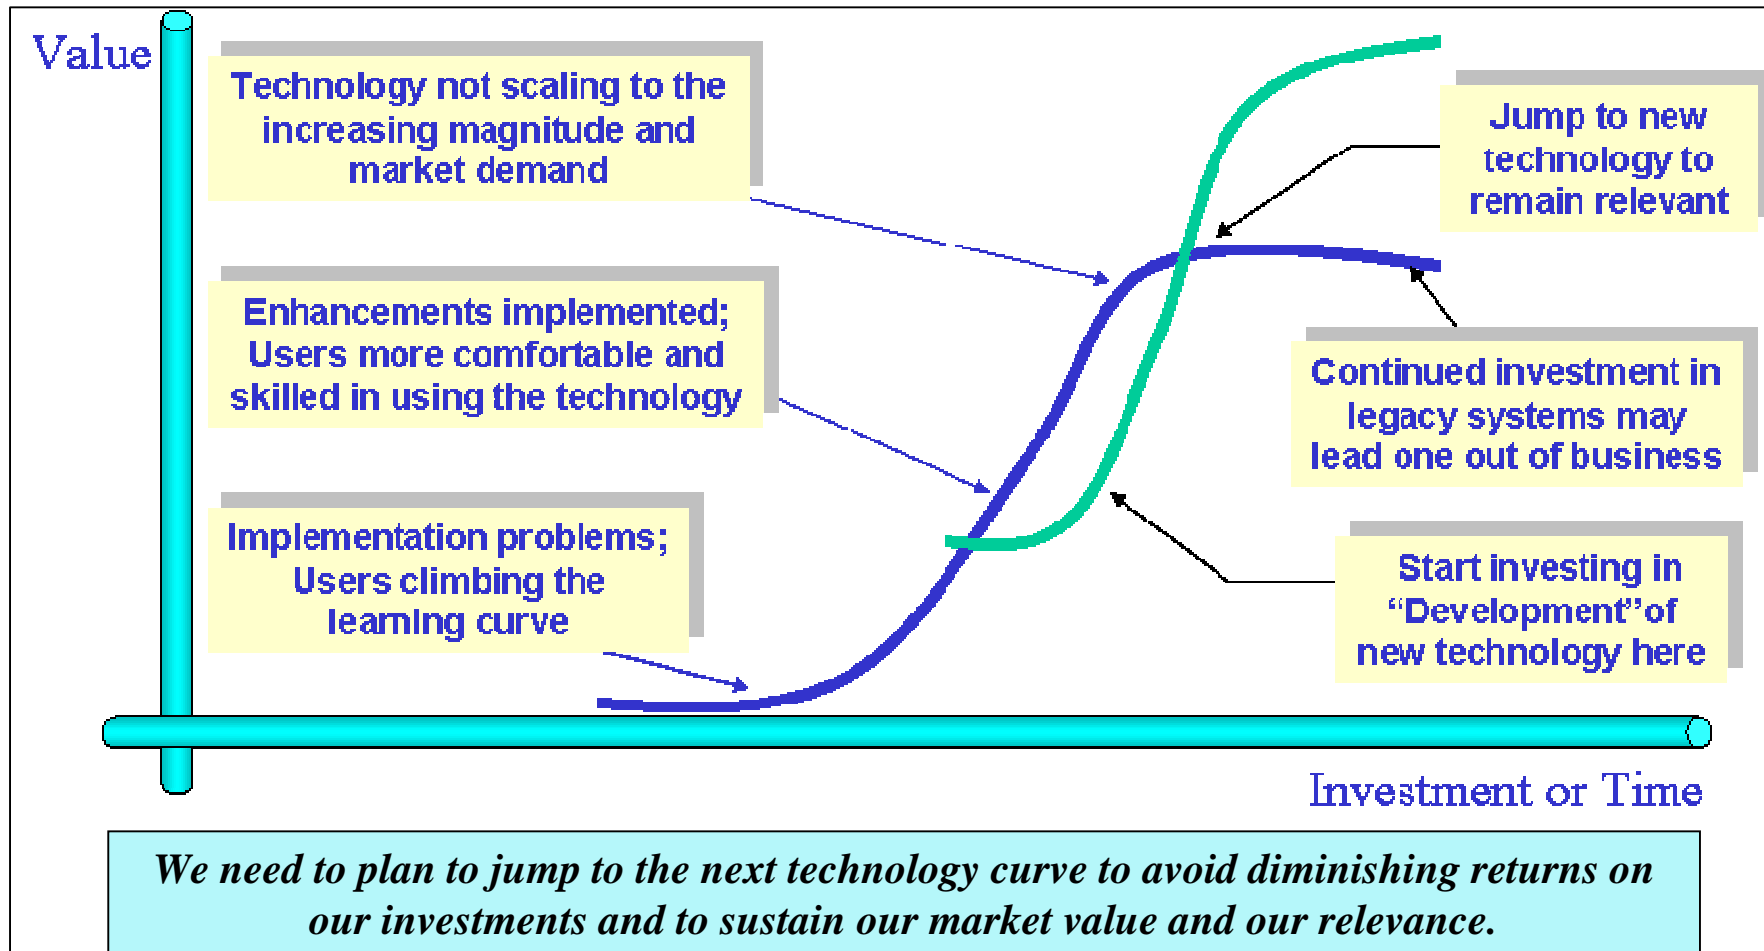 Value
Technology not scaling to the
increasing magnitude and
market demand
Enhancements implemented;
Users more comfortable and
skilled in using the technology
Implementation problems;
Users climbing the
learning curve
Jump to new
technology to
remain relevant
Continued investment in
legacy systems may
lead one out of business
Start investing in
“Development”of
new technology here
Investment or Time
We need to plan to jump to the next technology curve to avoid diminishing returns on
our investments and to sustain our market value and our relevance.